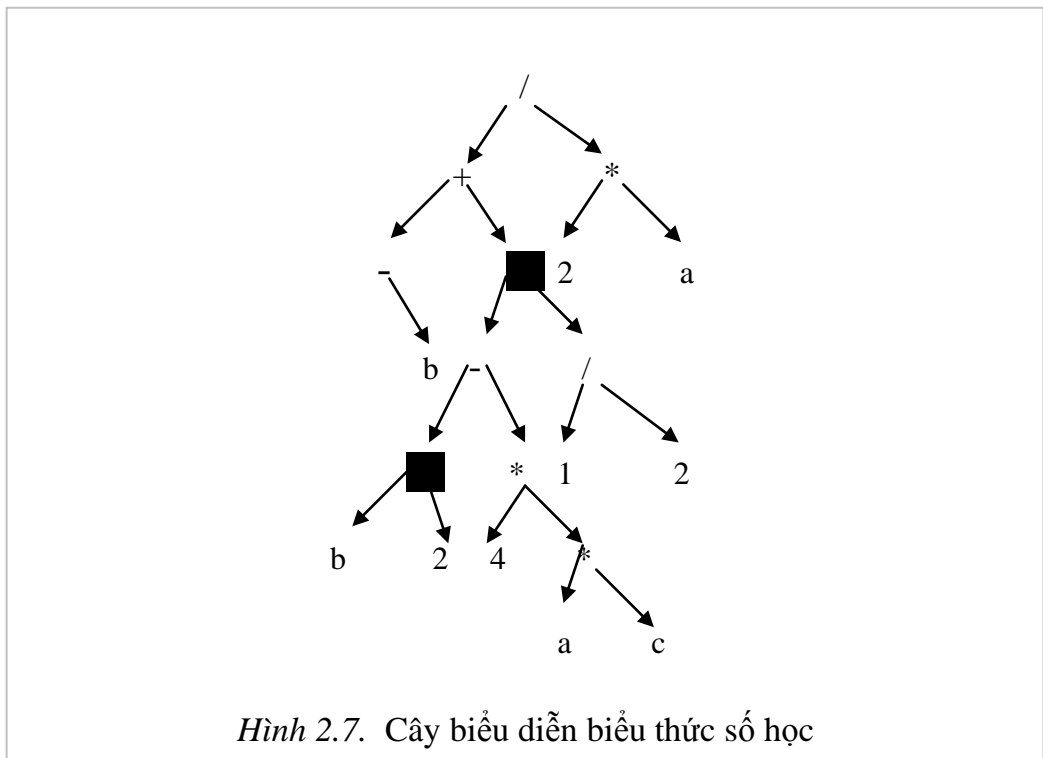 /
+ *
- 2 a
b - /
* 1 2
b 2 4 *
a c
Hình 2.7. Cây biểu diễn biểu thức số học